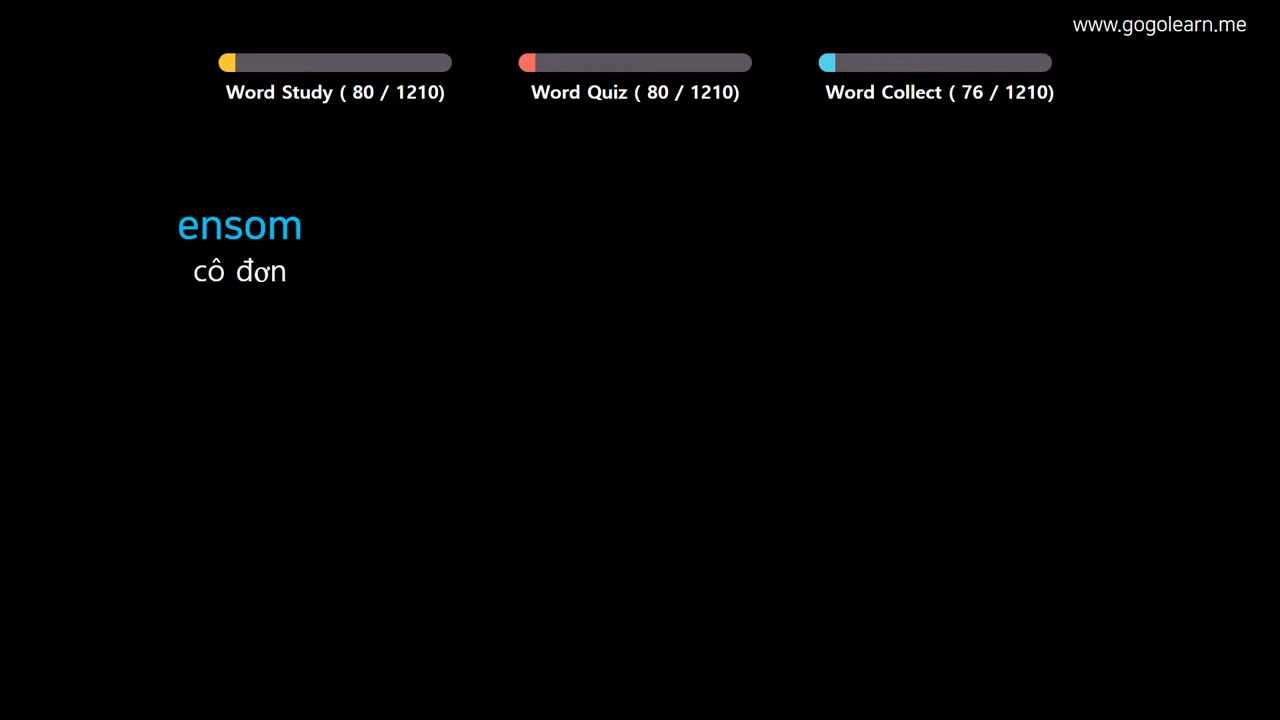 www.gogolearn.me
Word Study ( 80 / 1210)
Word Quiz ( 80 / 1210)
Word Collect ( 76 / 1210)
ensom
cô đơn